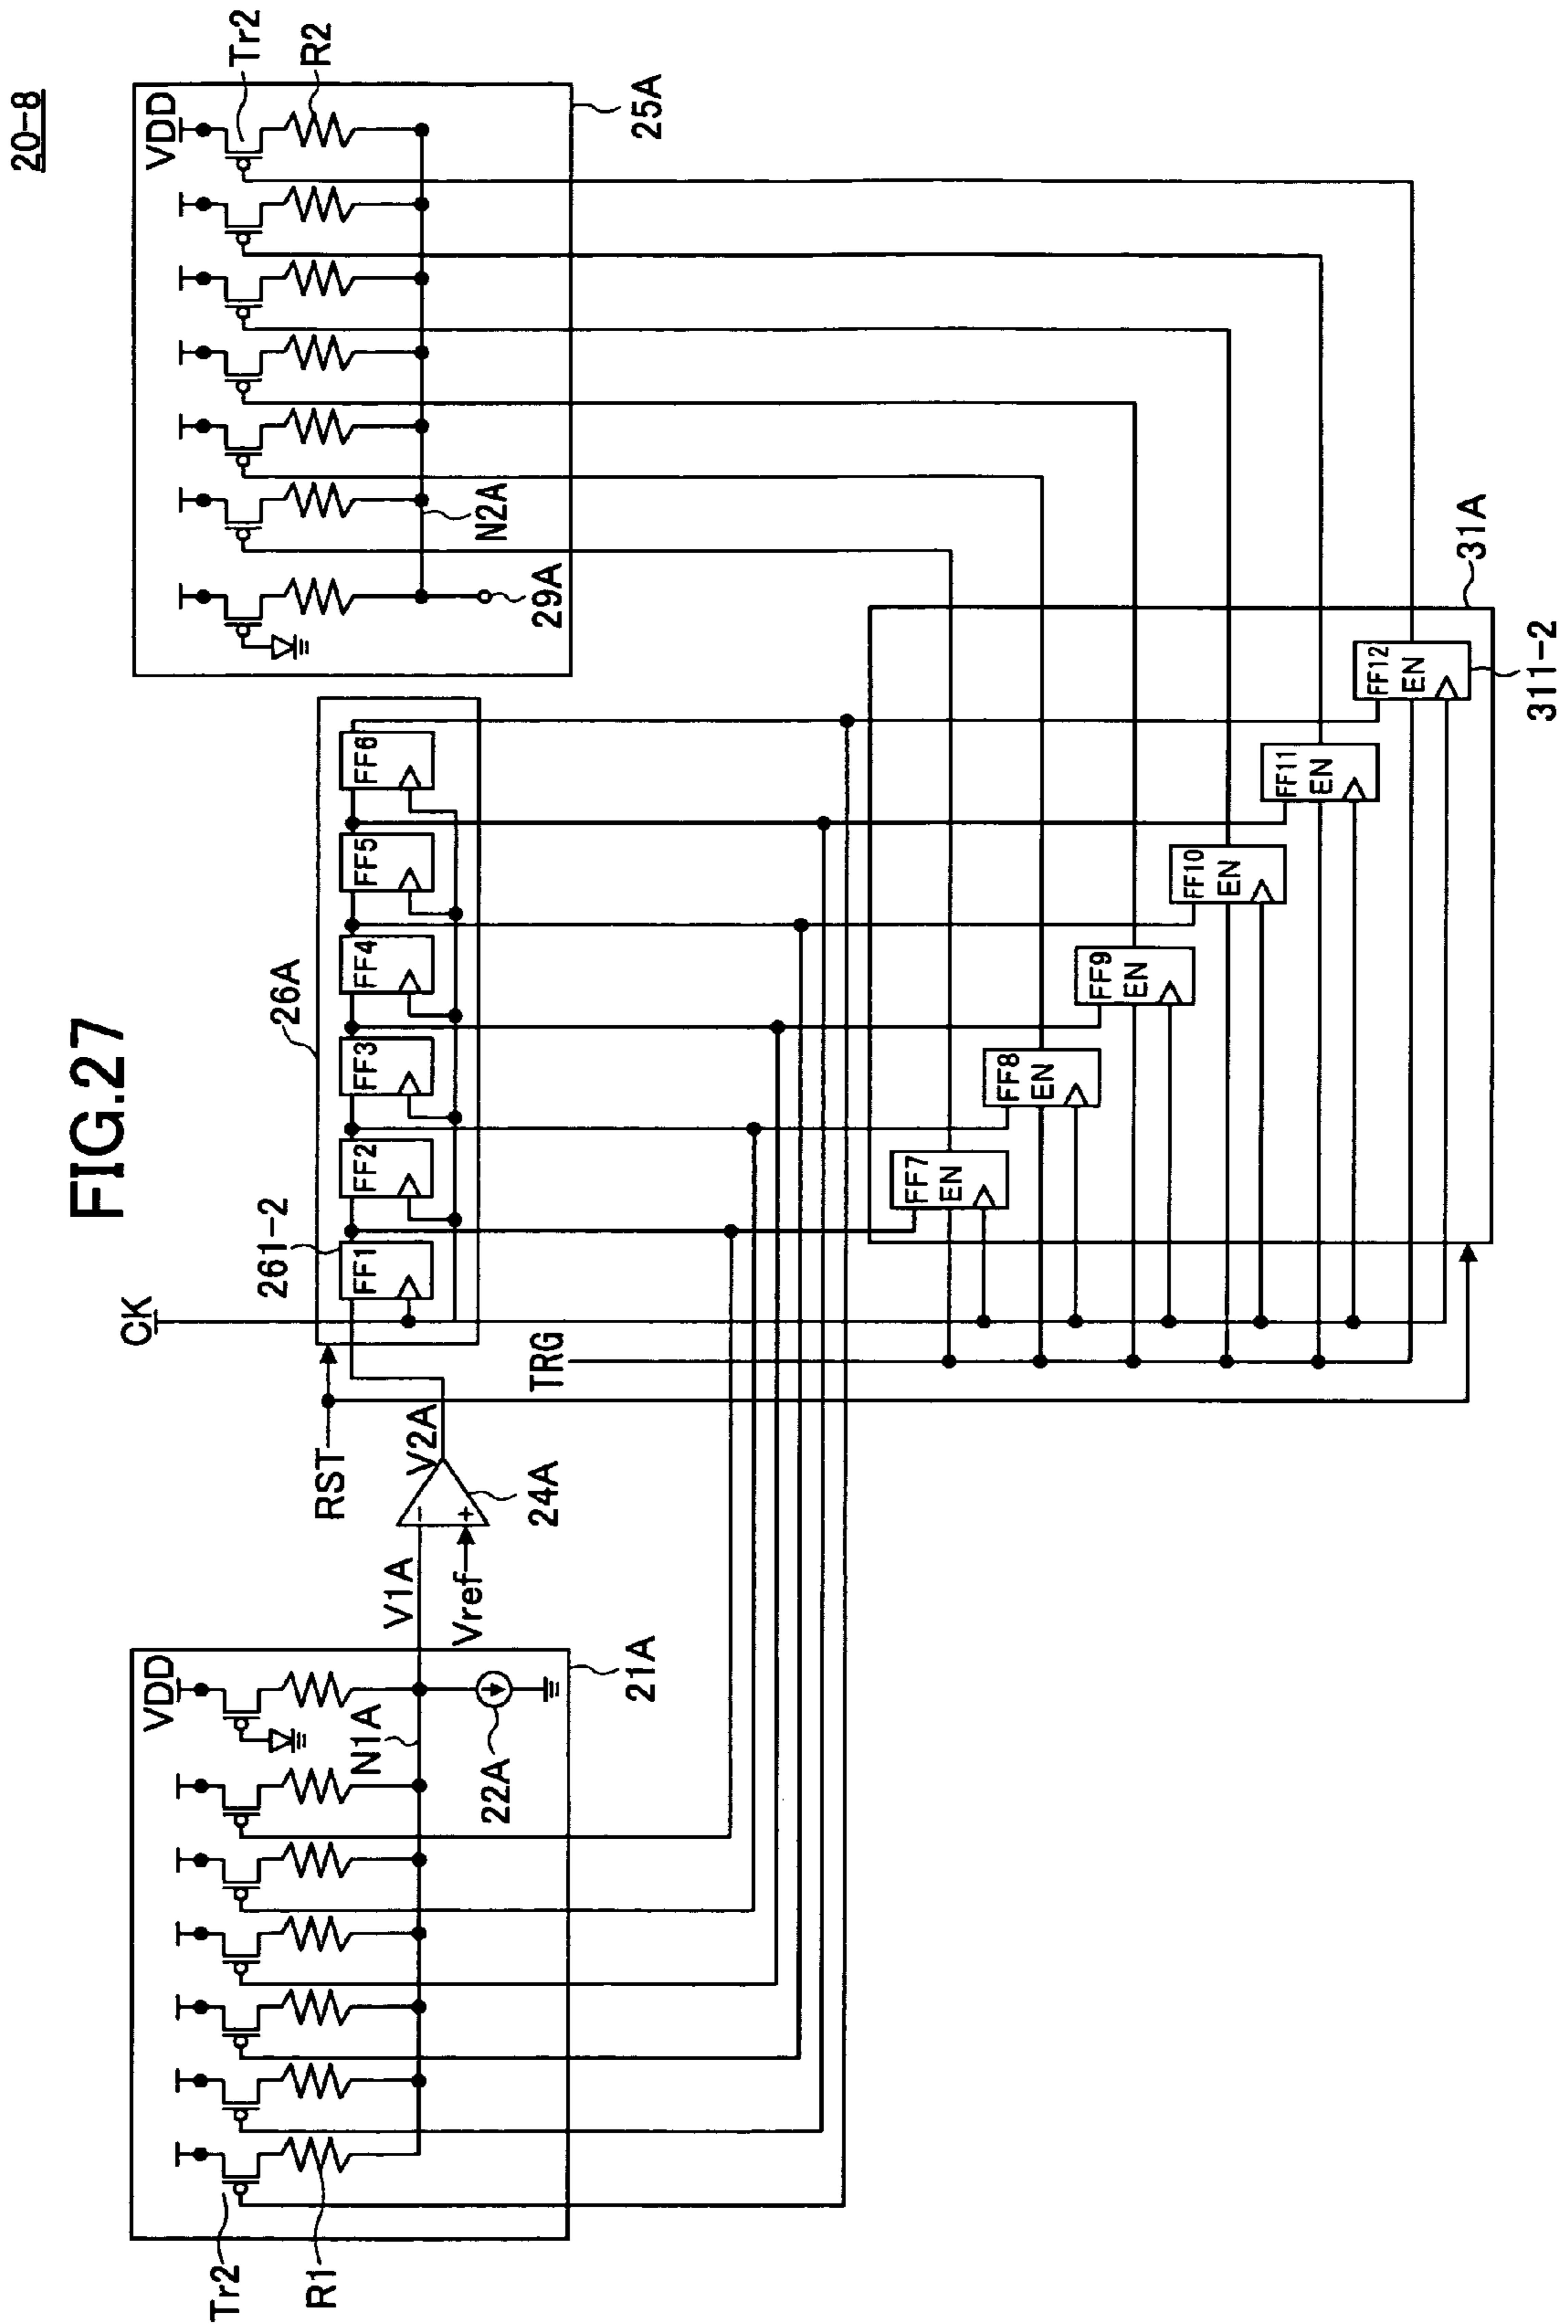 FIG.27
20-8
VDD
Tr2
R1
N1A
22A
21A
V1A
Vref
V2A
24A
RST
CK
TRG
261-2
26A
FF1
FF2
FF3
FF4
FF5
FF6
VDD
Tr2
R2
N2A
29A
25A
FF7
EN
FF8
EN
FF9
EN
FF10
EN
FF11
EN
FF12
EN
31A
311-2